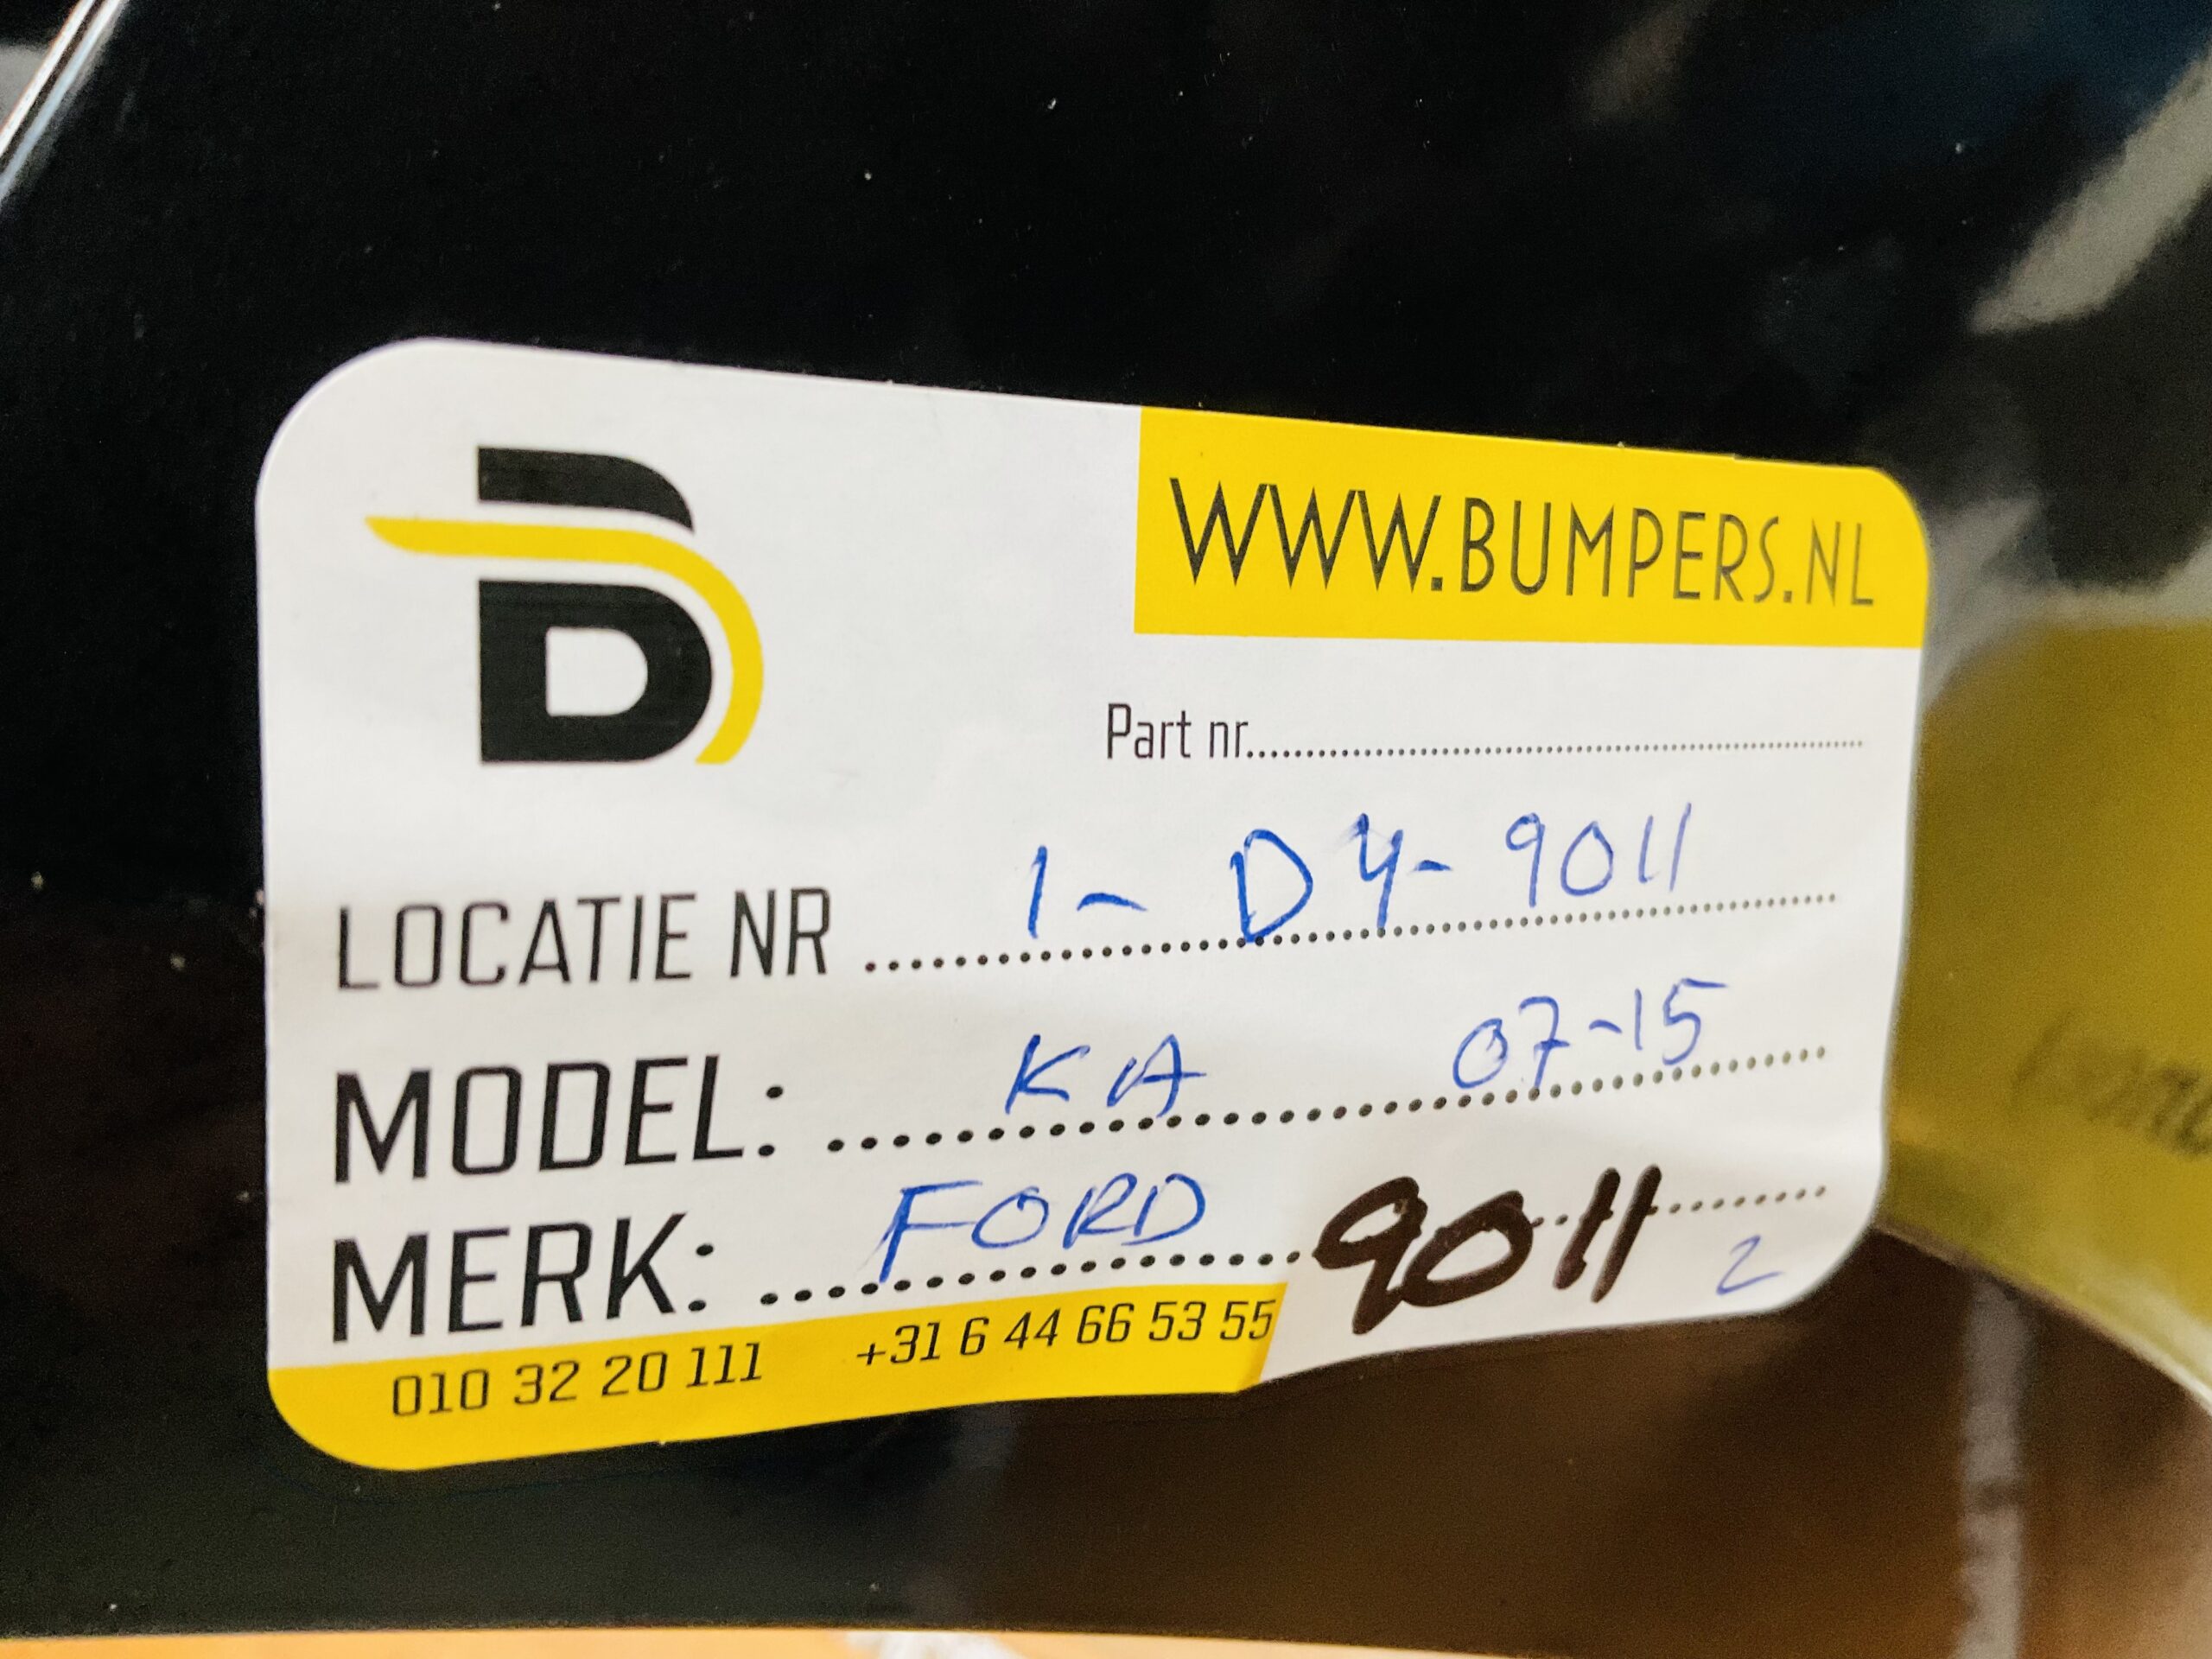 WWW.BUMPERS.NL
Part nr..............................
LOCATIE NR 1- D4- 9011
MODEL: KA 07-15
MERK: FORD 9011
2
010 32 20 111 +31 6 44 66 53 55